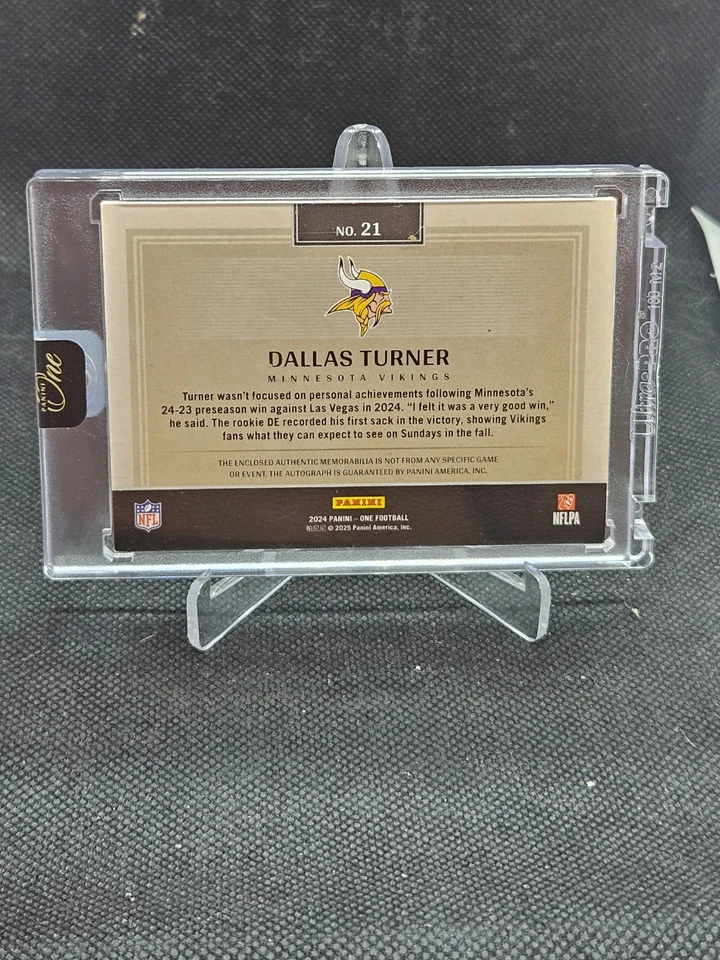 NO. 21
DALLAS TURNER
MINNESOTA VIKINGS
Turner wasn't focused on personal achievements following Minnesota's
24-23 preseason win against Las Vegas in 2024. "I felt it was a very good win,"
he said. The rookie DE recorded his first sack in the victory, showing Vikings
fans what they can expect to see on Sundays in the fall.
THE ENCLOSED AUTHENTIC MEMORABILIA IS NOT FROM ANY SPECIFIC GAME
OR EVENT. THE AUTOGRAPH IS GUARANTEED BY PANINI AMERICA, INC.
PANINI
2024 PANINI – ONE FOOTBALL
帕尼尼 © 2025 Panini America, Inc.
NFL
NFLPA
PANINI
One